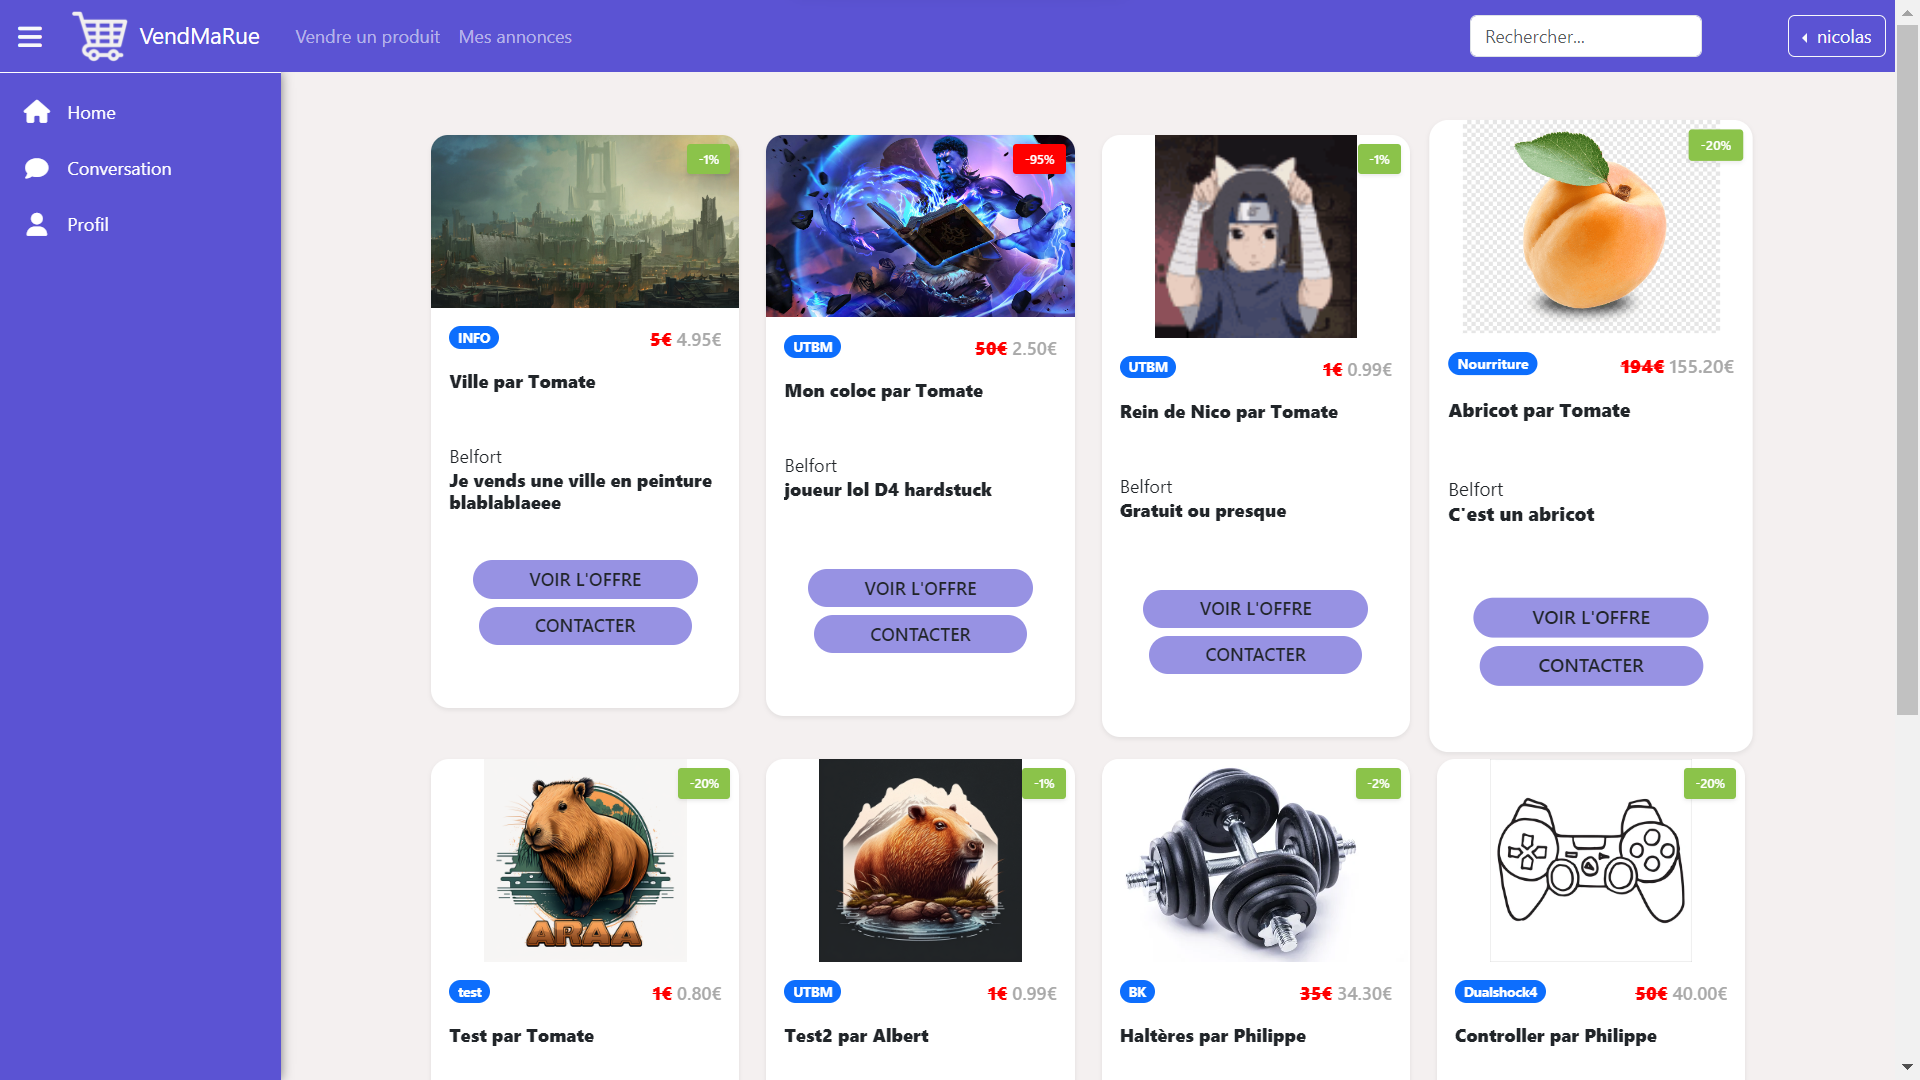 VendMaRue
Vendre un produit
Mes annonces
Rechercher...
nicolas
Home
Conversation
Profil
-1%
INFO
5€ 4.95€
Ville par Tomate
Belfort
Je vends une ville en peinture
blablablaeee
VOIR L'OFFRE
CONTACTER
-95%
UTBM
50€ 2.50€
Mon coloc par Tomate
Belfort
joueur lol D4 hardstuck
VOIR L'OFFRE
CONTACTER
-1%
UTBM
1€ 0.99€
Rein de Nico par Tomate
Belfort
Gratuit ou presque
VOIR L'OFFRE
CONTACTER
-20%
Nourriture
194€ 155.20€
Abricot par Tomate
Belfort
C'est un abricot
VOIR L'OFFRE
CONTACTER
-20%
ARAA
test
1€ 0.80€
Test par Tomate
-1%
UTBM
1€ 0.99€
Test2 par Albert
-2%
BK
35€ 34.30€
Haltères par Philippe
-20%
Dualshock4
50€ 40.00€
Controller par Philippe